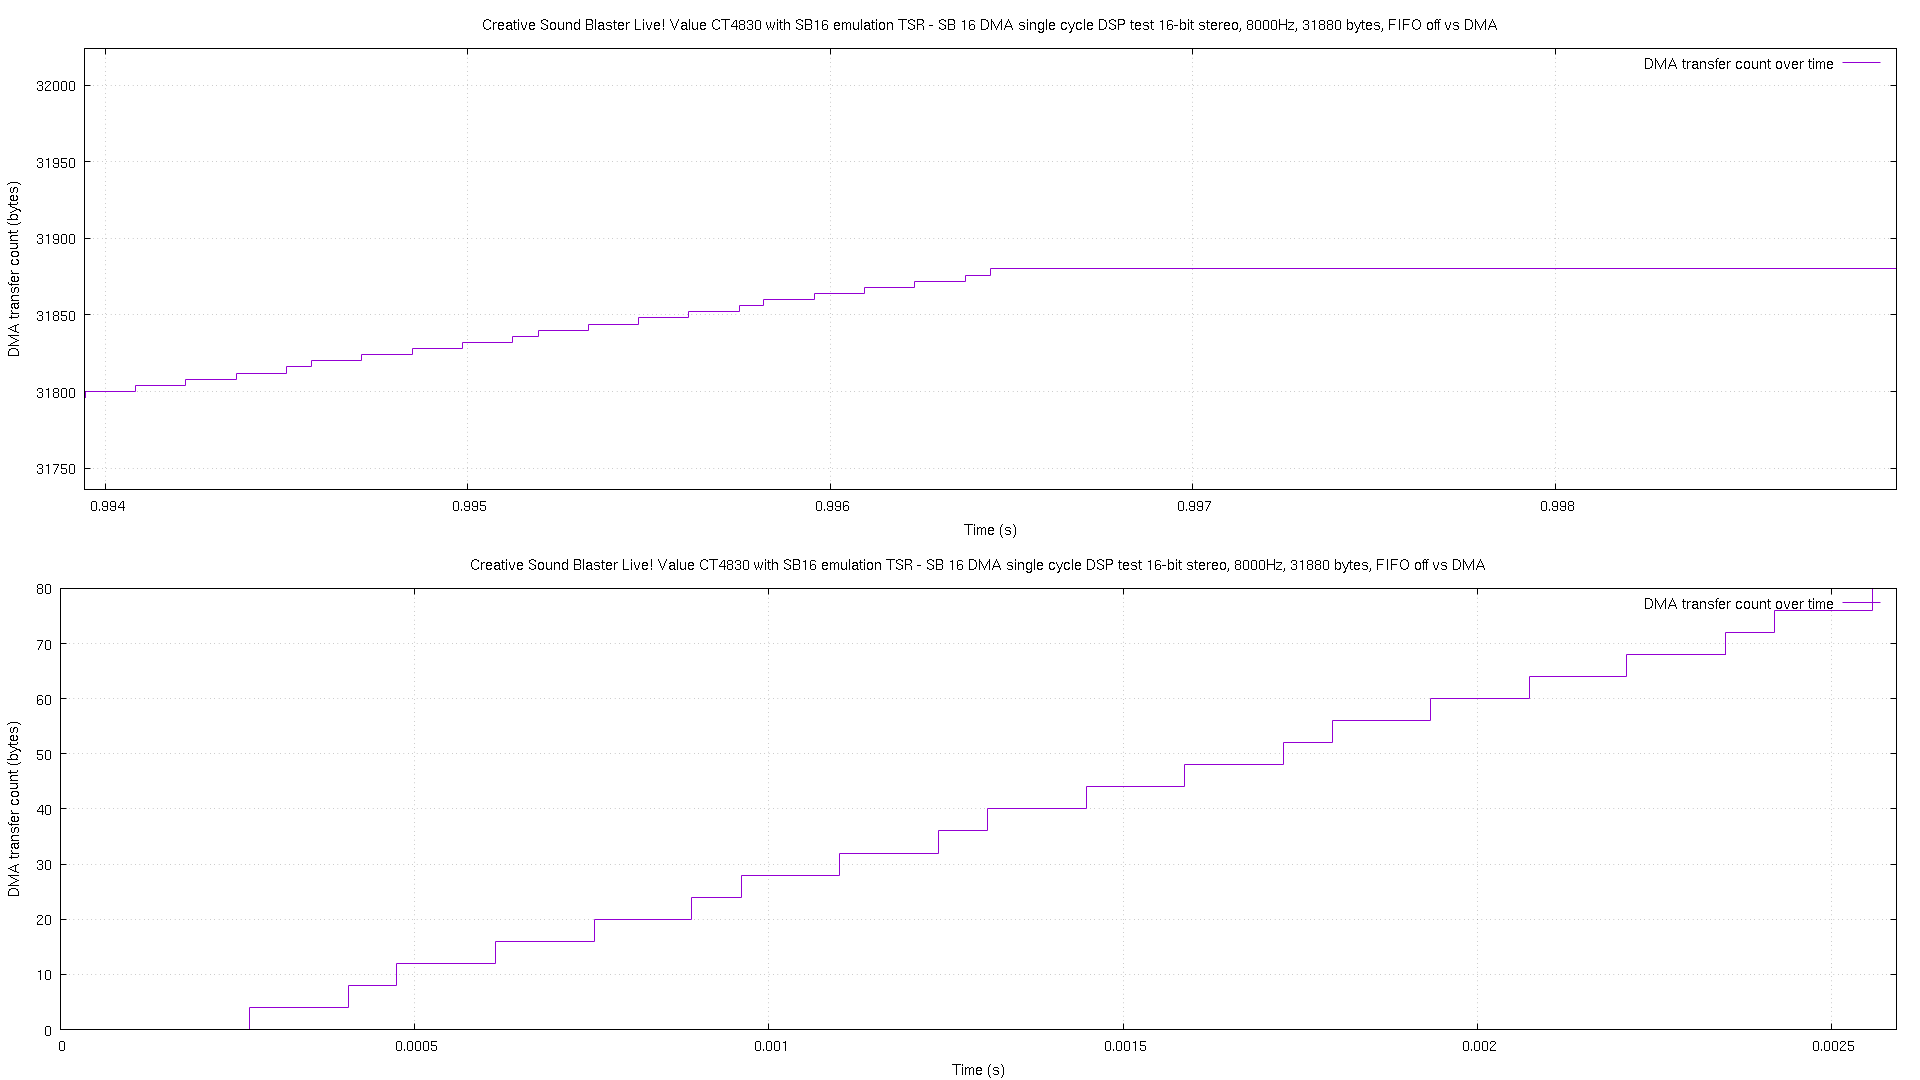 Creative Sound Blaster Live! Value CT4830 with SB16 emulation TSR - SB 16 DMA single cycle DSP test 16-bit stereo, 8000Hz, 31880 bytes, FIFO off vs DMA
DMA transfer count over time
DMA transfer count (bytes)
32000
31950
31900
31850
31800
31750
0.994 0.995 0.996 0.997 0.998
Time (s)
Creative Sound Blaster Live! Value CT4830 with SB16 emulation TSR - SB 16 DMA single cycle DSP test 16-bit stereo, 8000Hz, 31880 bytes, FIFO off vs DMA
DMA transfer count over time
DMA transfer count (bytes)
80
70
60
50
40
30
20
10
0
0 0.0005 0.001 0.0015 0.002 0.0025
Time (s)